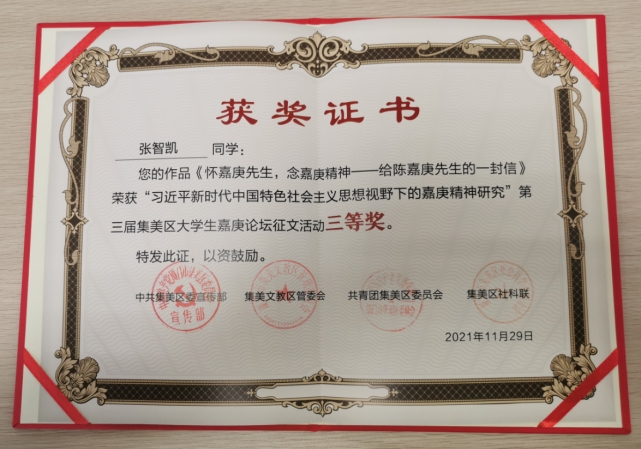 获奖证书
张智凯 同学：
您的作品《怀嘉庚先生，念嘉庚精神——给陈嘉庚先生的一封信》
荣获“习近平新时代中国特色社会主义思想视野下的嘉庚精神研究”第
三届集美区大学生嘉庚论坛征文活动三等奖。
特发此证，以资鼓励。
中共集美区委宣传部 集美文教区管委会 共青团集美区委员会 集美区社科联
宣传部
2021年11月29日